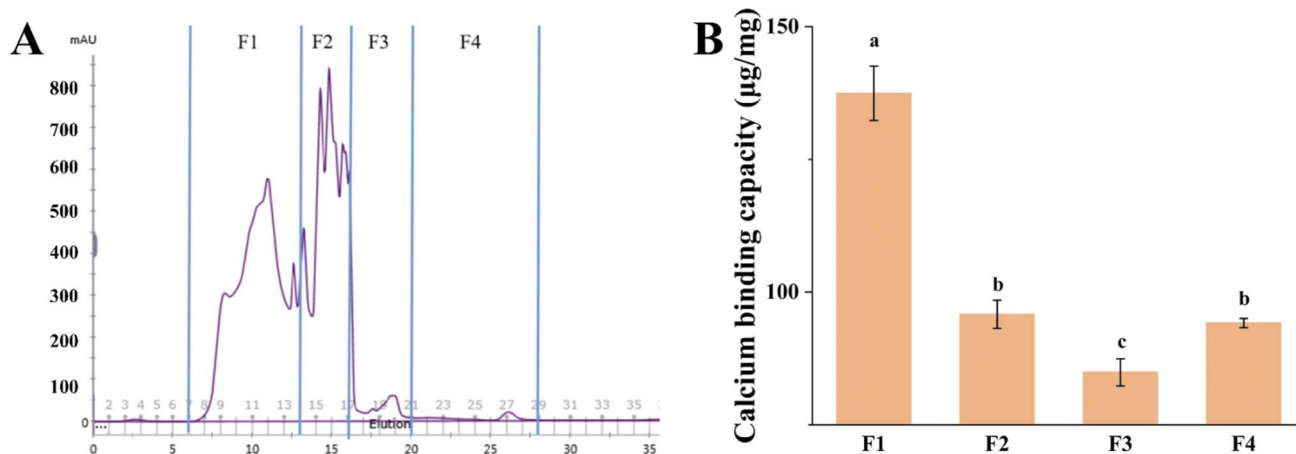 A
mAU
F1 F2 F3 F4
800
700
600
500
400
300
200
100
0
2 3 4 5 6 7 8 9 11 13 15 17 19 21 23 25 27 29 31 33 35
... Elution
0 5 10 15 20 25 30 35
B
Calcium binding capacity (μg/mg)
150
100
a
b
c
b
F1 F2 F3 F4